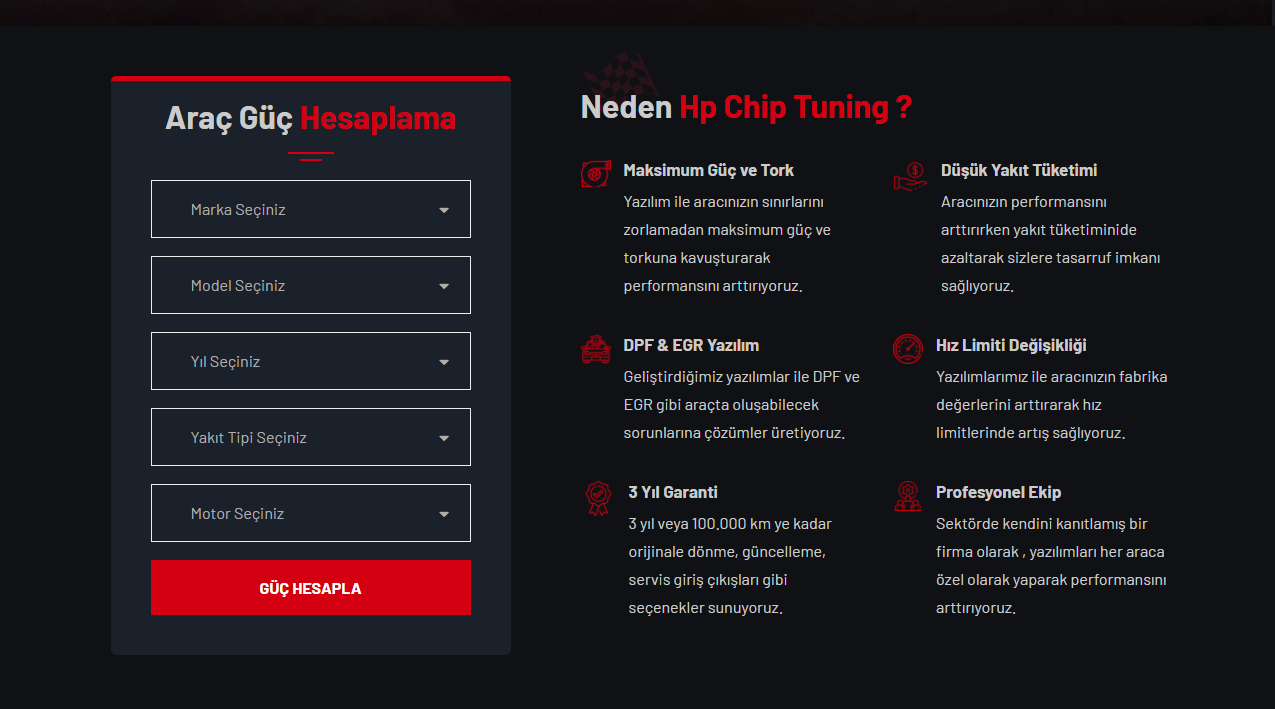 Araç Güç Hesaplama
Marka Seçiniz
Model Seçiniz
Yıl Seçiniz
Yakıt Tipi Seçiniz
Motor Seçiniz
GÜÇ HESAPLA
Neden Hp Chip Tuning ?
Maksimum Güç ve Tork
Yazılım ile aracınızın sınırlarını
zorlamadan maksimum güç ve
torkuna kavuşturarak
performansını arttırıyoruz.
Düşük Yakıt Tüketimi
Aracınızın performansını
arttırırken yakıt tüketiminide
azaltarak sizlere tasarruf imkanı
sağlıyoruz.
DPF & EGR Yazılım
Geliştirdiğimiz yazılımlar ile DPF ve
EGR gibi araçta oluşabilecek
sorunlarına çözümler üretiyoruz.
Hız Limiti Değişikliği
Yazılımlarımız ile aracınızın fabrika
değerlerini arttırarak hız
limitlerinde artış sağlıyoruz.
3 Yıl Garanti
3 yıl veya 100.000 km ye kadar
orijinale dönme, güncelleme,
servis giriş çıkışları gibi
seçenekler sunuyoruz.
Profesyonel Ekip
Sektörde kendini kanıtlamış bir
firma olarak , yazılımları her araca
özel olarak yaparak performansını
arttırıyoruz.